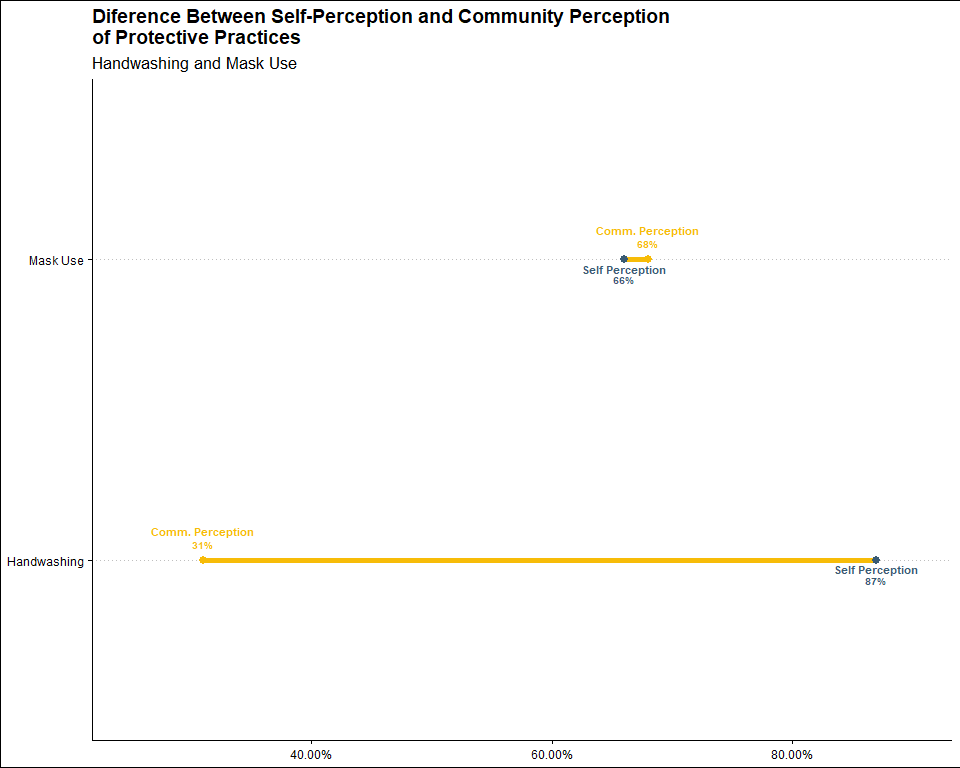 Diference Between Self-Perception and Community Perception
of Protective Practices
Handwashing and Mask Use
Comm. Perception
68%
Mask Use
Self Perception
66%
Comm. Perception
31%
Handwashing
Self Perception
87%
40.00% 60.00% 80.00%